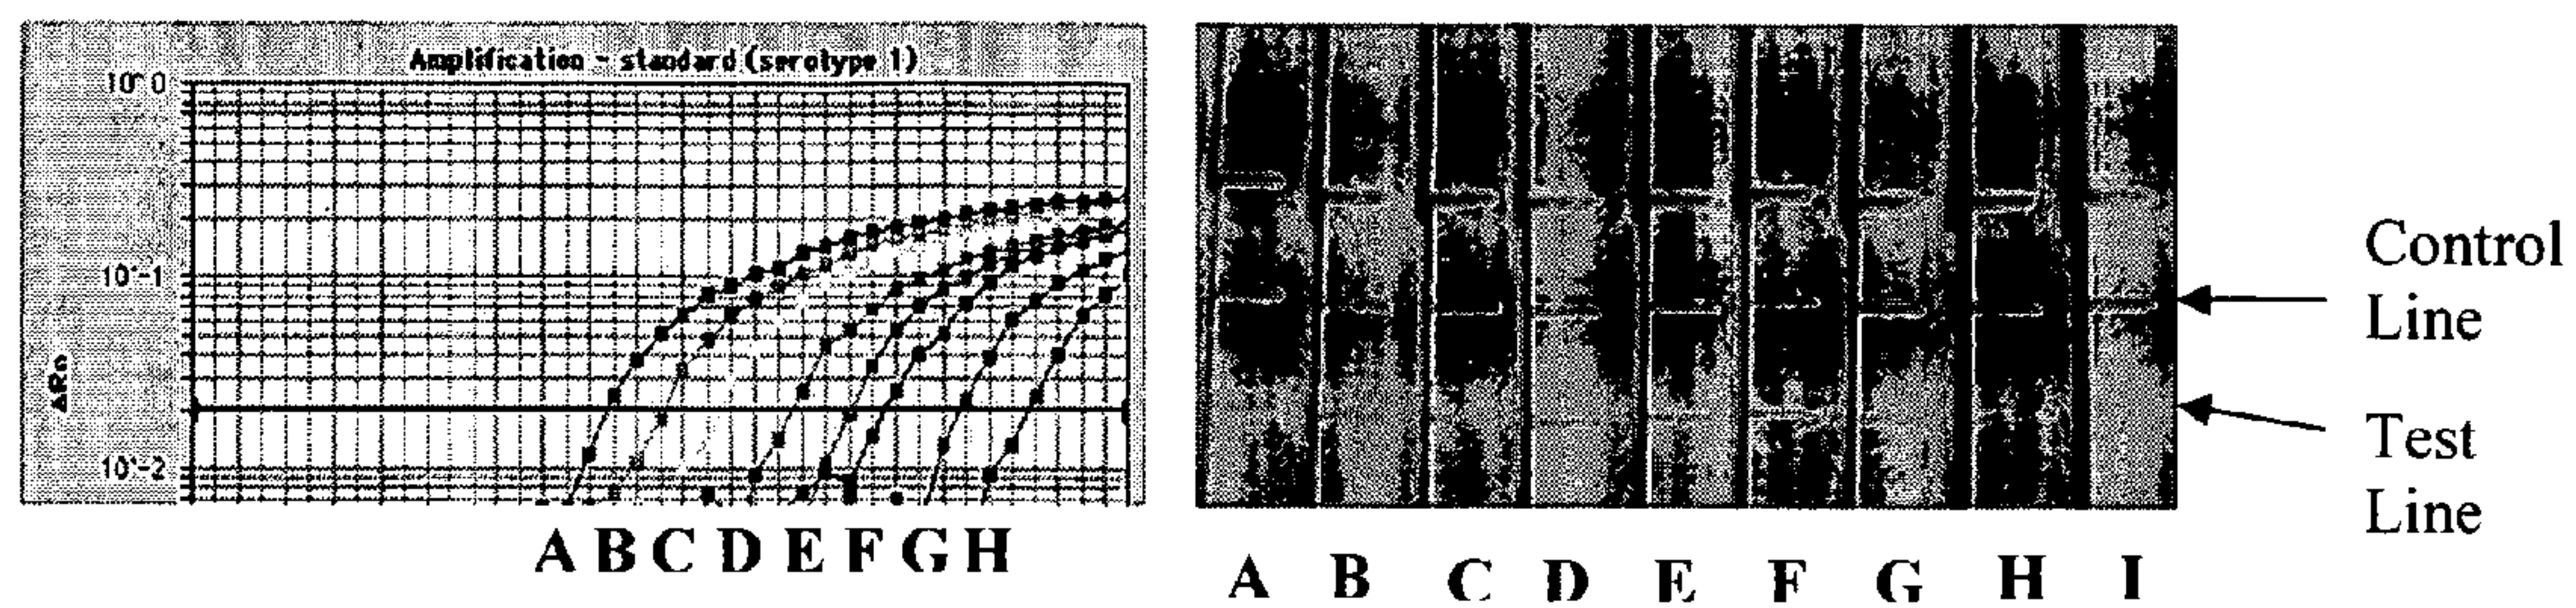 Amplification - standard (serotype 1)
10^0
10^-1
ΔRn
10^-2
A B C D E F G H
Control
Line
Test
Line
A B C D E F G H I